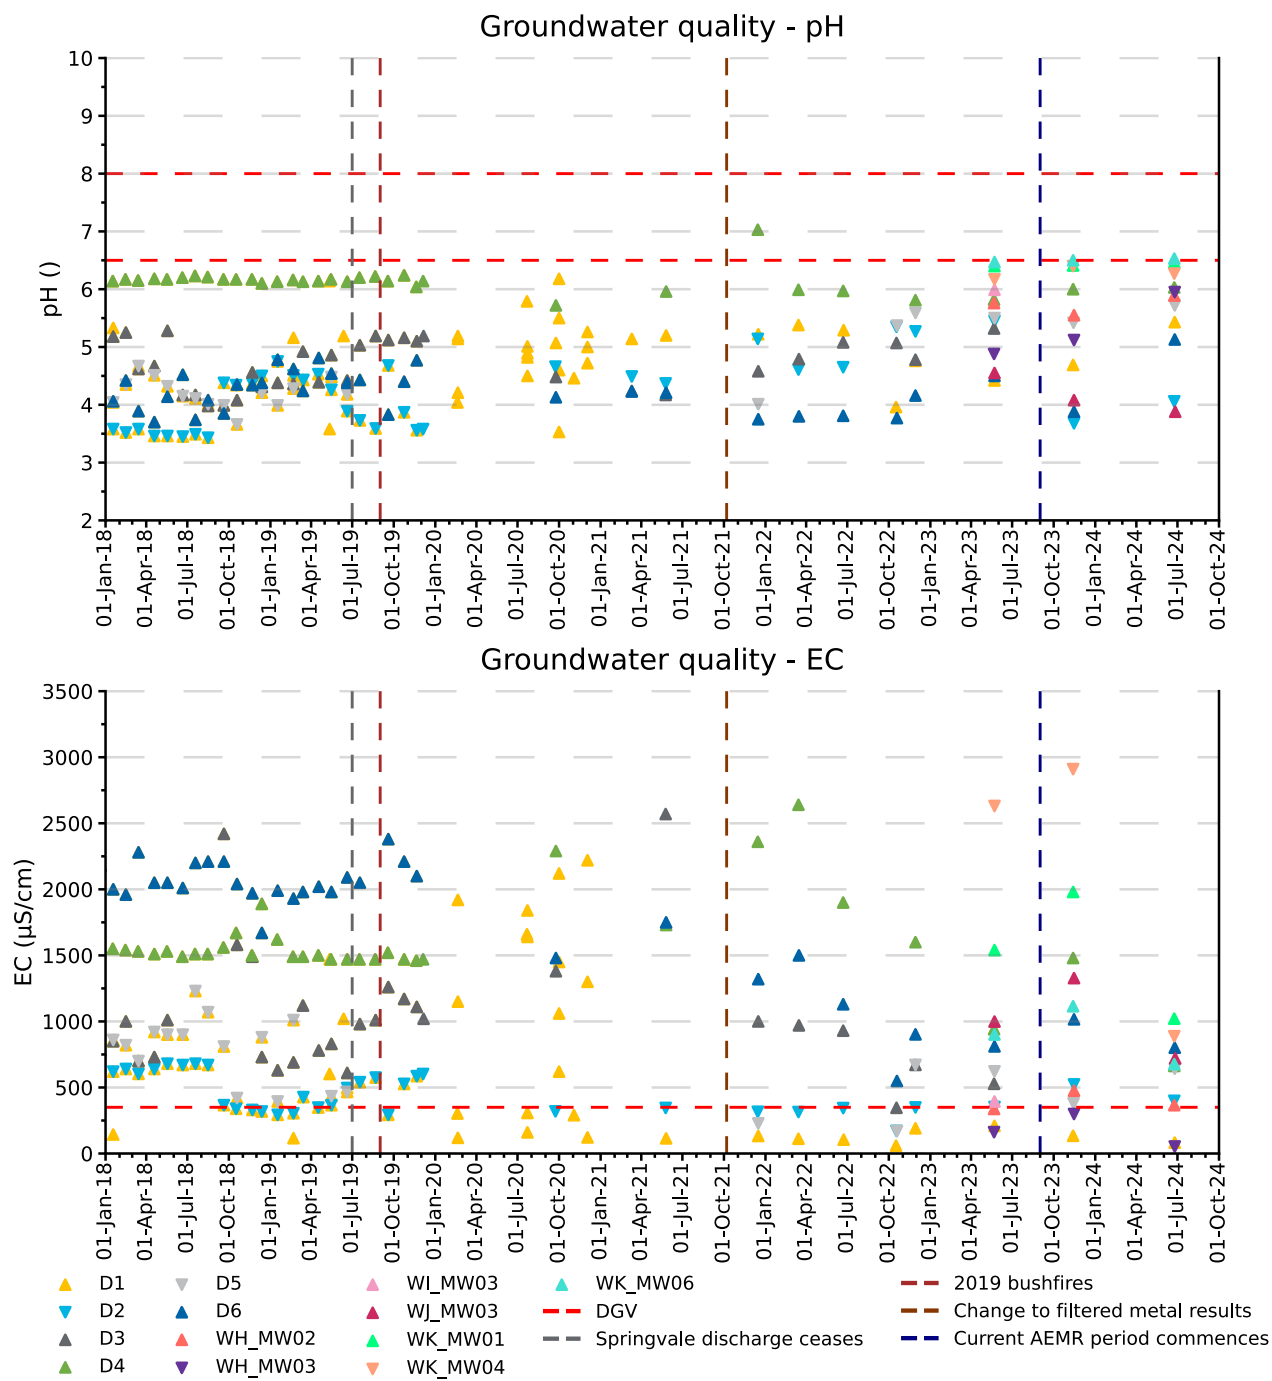 Groundwater quality - pH
pH ()
10
9
8
7
6
5
4
3
2
01-Jan-18
01-Apr-18
01-Jul-18
01-Oct-18
01-Jan-19
01-Apr-19
01-Jul-19
01-Oct-19
01-Jan-20
01-Apr-20
01-Jul-20
01-Oct-20
01-Jan-21
01-Apr-21
01-Jul-21
01-Oct-21
01-Jan-22
01-Apr-22
01-Jul-22
01-Oct-22
01-Jan-23
01-Apr-23
01-Jul-23
01-Oct-23
01-Jan-24
01-Apr-24
01-Jul-24
01-Oct-24
Groundwater quality - EC
EC (µS/cm)
3500
3000
2500
2000
1500
1000
500
0
01-Jan-18
01-Apr-18
01-Jul-18
01-Oct-18
01-Jan-19
01-Apr-19
01-Jul-19
01-Oct-19
01-Jan-20
01-Apr-20
01-Jul-20
01-Oct-20
01-Jan-21
01-Apr-21
01-Jul-21
01-Oct-21
01-Jan-22
01-Apr-22
01-Jul-22
01-Oct-22
01-Jan-23
01-Apr-23
01-Jul-23
01-Oct-23
01-Jan-24
01-Apr-24
01-Jul-24
01-Oct-24
D1
D2
D3
D4
D5
D6
WH_MW02
WH_MW03
WI_MW03
WJ_MW03
WK_MW01
WK_MW04
WK_MW06
DGV
Springvale discharge ceases
2019 bushfires
Change to filtered metal results
Current AEMR period commences